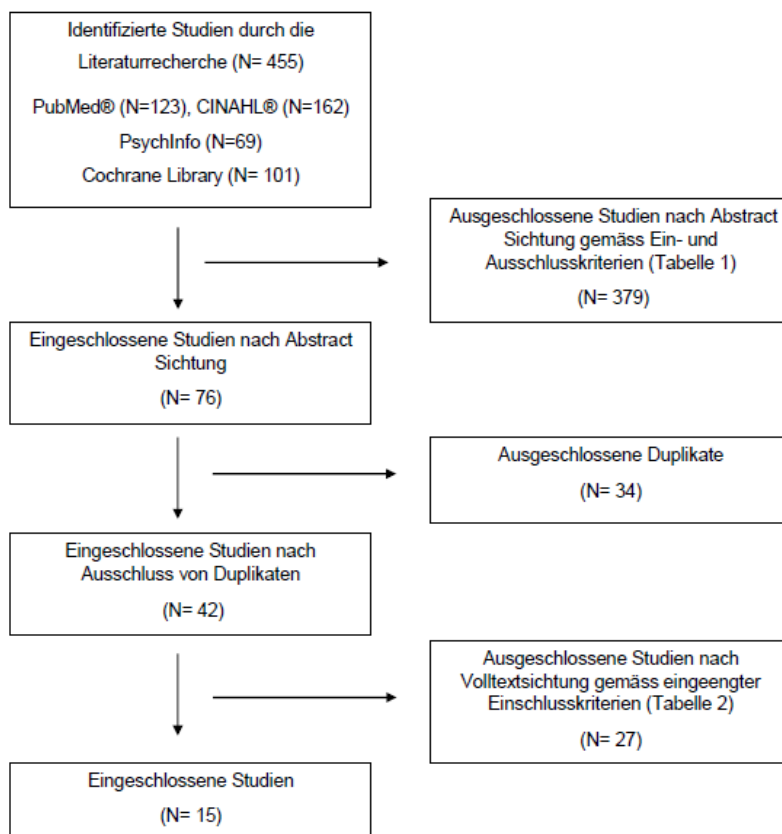 Identifizierte Studien durch die
Literaturrecherche (N= 455)
PubMed® (N=123), CINAHL® (N=162)
PsychInfo (N=69)
Cochrane Library (N= 101)
Ausgeschlossene Studien nach Abstract
Sichtung gemäss Ein- und
Ausschlusskriterien (Tabelle 1)
(N= 379)
Eingeschlossene Studien nach Abstract
Sichtung
(N= 76)
Ausgeschlossene Duplikate
(N= 34)
Eingeschlossene Studien nach
Ausschluss von Duplikaten
(N= 42)
Ausgeschlossene Studien nach
Volltextsichtung gemäss eingeengter
Einschlusskriterien (Tabelle 2)
(N= 27)
Eingeschlossene Studien
(N= 15)